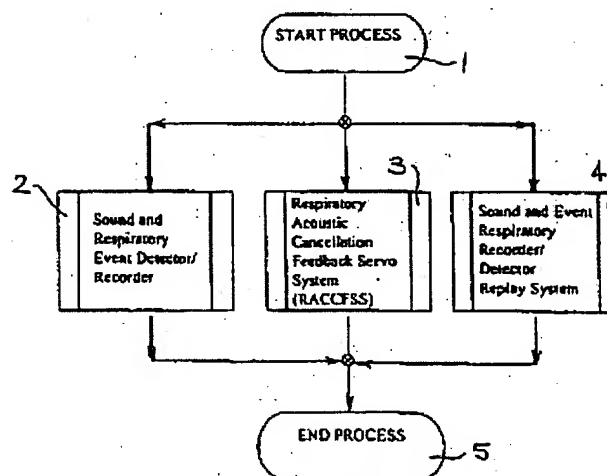 START PROCESS
1
2
Sound and
Respiratory
Event Detector/
Recorder
3
Respiratory
Acoustic
Cancellation
Feedback Servo
System
(RACCFSS)
4
Sound and Event
Respiratory
Recorder/
Detector
Replay System
END PROCESS
5